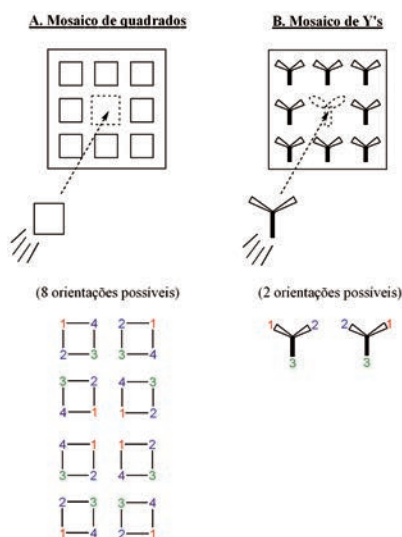 A. Mosaico de quadrados
B. Mosaico de Y's
(8 orientações possíveis)
(2 orientações possíveis)
1 4 2 1
2 3 3 4
3 2 4 3
4 1 1 2
4 1 1 2
3 2 4 3
2 3 3 4
1 4 2 1
1 2 2 1
3 3